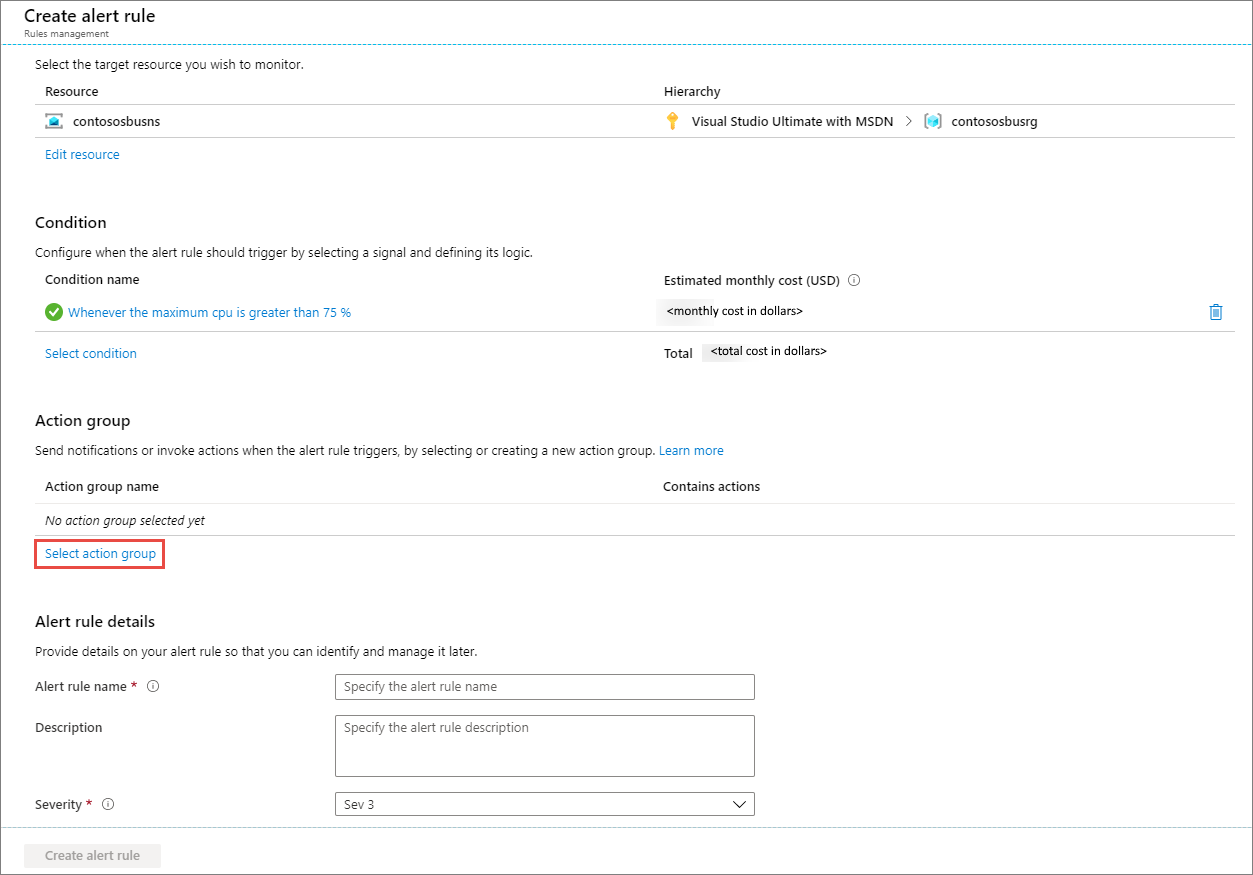 Create alert rule
Rules management
Select the target resource you wish to monitor.
Resource Hierarchy
contososbusns Visual Studio Ultimate with MSDN > contososbusrg
Edit resource
Condition
Configure when the alert rule should trigger by selecting a signal and defining its logic.
Condition name Estimated monthly cost (USD)
Whenever the maximum cpu is greater than 75 % <monthly cost in dollars>
Select condition Total <total cost in dollars>
Action group
Send notifications or invoke actions when the alert rule triggers, by selecting or creating a new action group. Learn more
Action group name Contains actions
No action group selected yet
Select action group
Alert rule details
Provide details on your alert rule so that you can identify and manage it later.
Alert rule name * Specify the alert rule name
Description Specify the alert rule description
Severity * Sev 3
Create alert rule